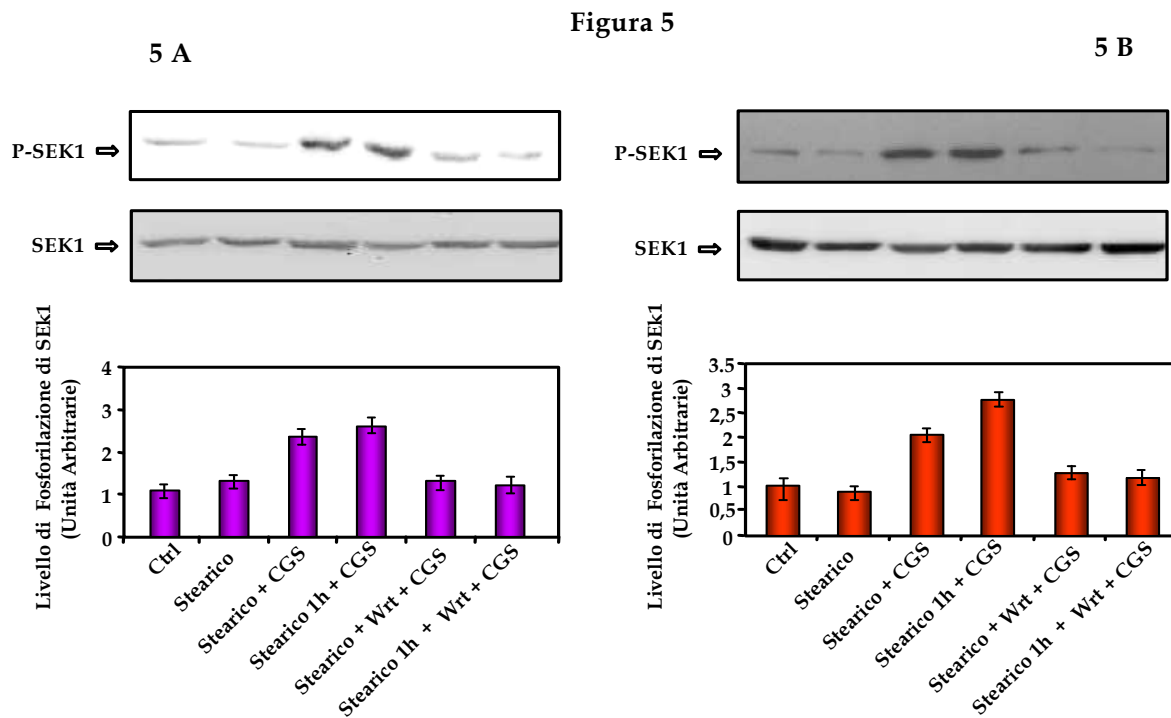 Figura 5
5 A
P-SEK1 ⇨
SEK1 ⇨
Livello di Fosforilazione di SEk1
(Unità Arbitrarie)
4
3
2
1
0
Ctrl
Stearico
Stearico + CGS
Stearico 1h + CGS
Stearico + Wrt + CGS
Stearico 1h + Wrt + CGS
5 B
P-SEK1 ⇨
SEK1 ⇨
Livello di Fosforilazione di SEk1
(Unità Arbitrarie)
3.5
3
2,5
2
1,5
1
0,5
0
Ctrl
Stearico
Stearico + CGS
Stearico 1h + CGS
Stearico + Wrt + CGS
Stearico 1h + Wrt + CGS